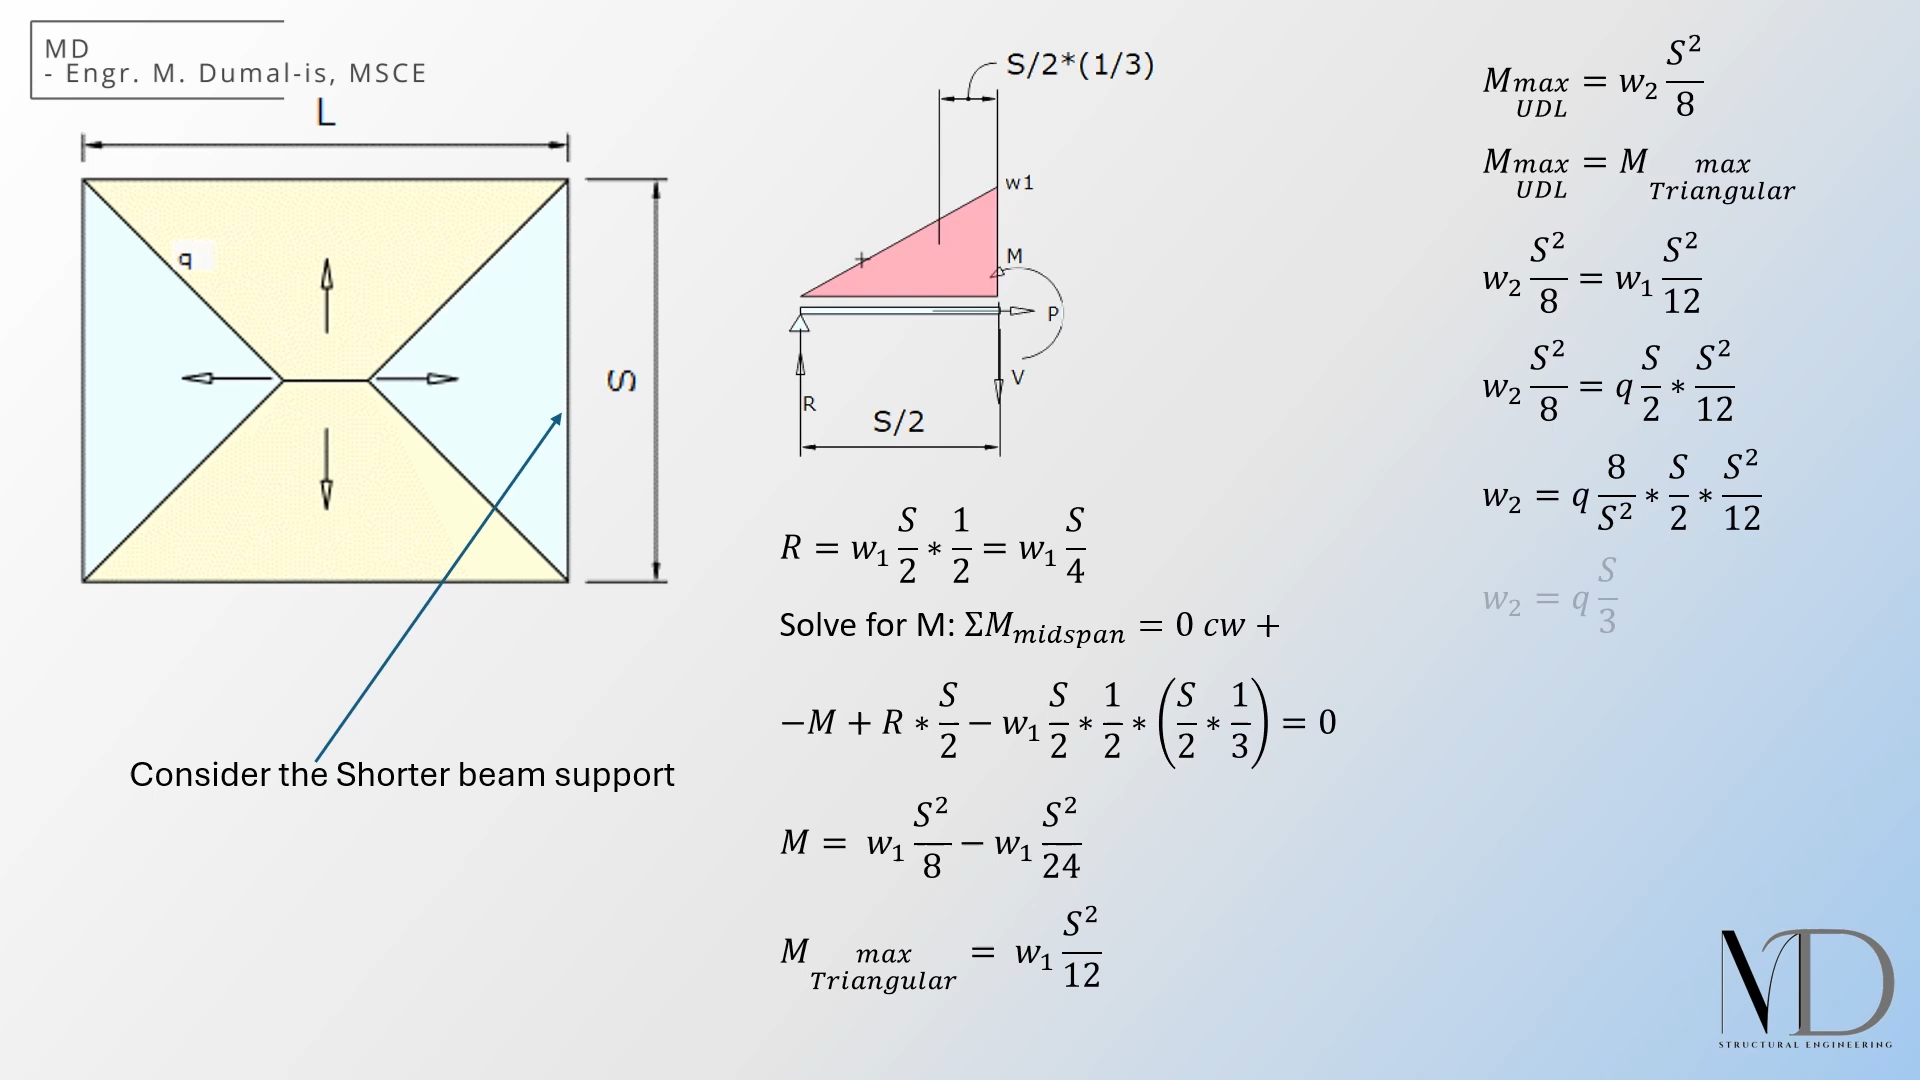 MD
- Engr. M. Dumal-is, MSCE
L
q
S
Consider the Shorter beam support
S/2*(1/3)
w1
M
P
V
R
S/2
R = w₁ S/2 * 1/2 = w₁ S/4
Solve for M: ΣM_midspan = 0 cw +
−M + R * S/2 − w₁ S/2 * 1/2 * (S/2 * 1/3) = 0
M = w₁ S²/8 − w₁ S²/24
M max Triangular = w₁ S²/12
M max UDL = w₂ S²/8
M max UDL = M max Triangular
w₂ S²/8 = w₁ S²/12
w₂ S²/8 = q S/2 * S²/12
w₂ = q 8/S² * S/2 * S²/12
w₂ = q S/3
MD
STRUCTURAL ENGINEERING